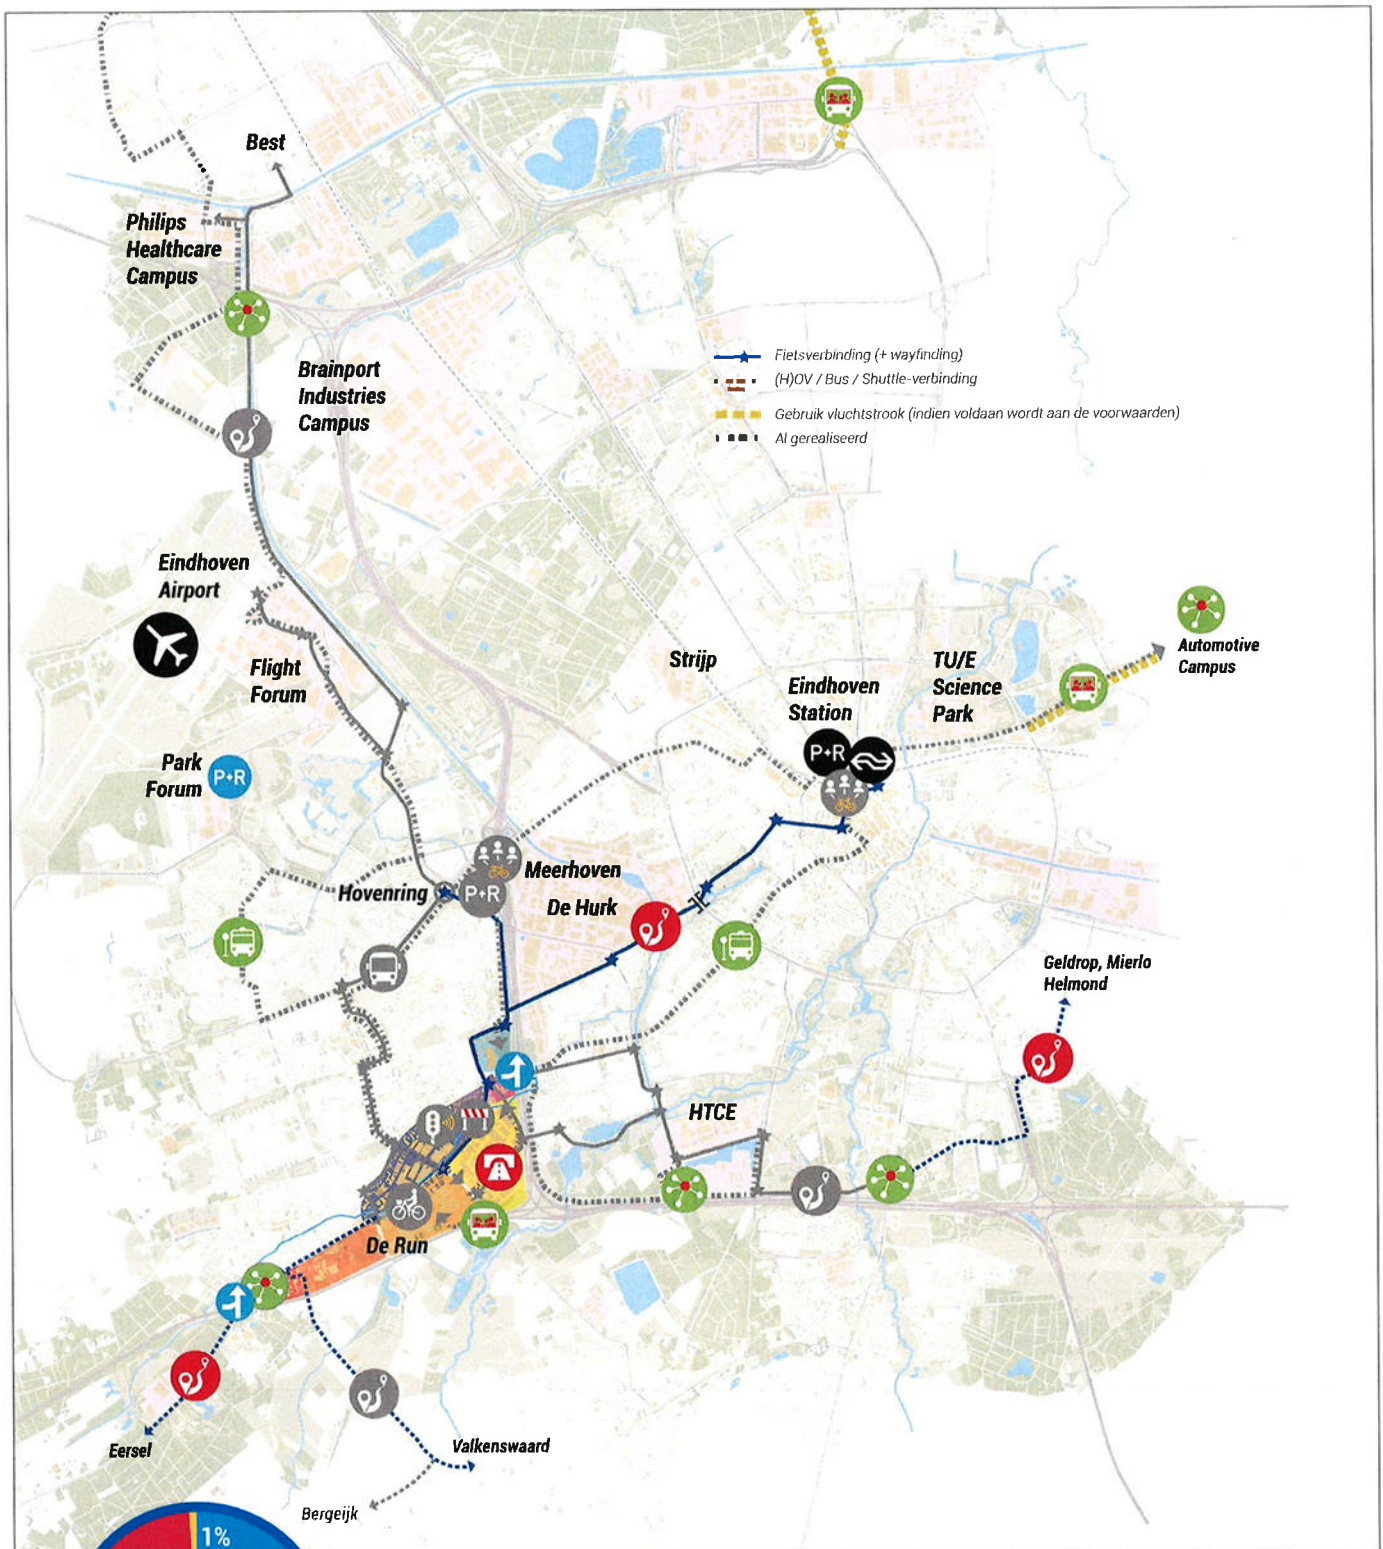 Best
Philips
Healthcare
Campus
Brainport
Industries
Campus
Fietsverbinding (+ wayfinding)
(H)OV / Bus / Shuttle-verbinding
Gebruik vluchtstrook (indien voldaan wordt aan de voorwaarden)
Al gerealiseerd
Eindhoven
Airport
Flight
Forum
Strijp
Eindhoven
Station
TU/E
Science
Park
Automotive
Campus
P+R
Park
Forum
P+R
Meerhoven
Hovenring
P+R
De Hurk
Geldrop, Mierlo
Helmond
HTCE
De Run
Eersel
Valkenswaard
Bergeijk
1%